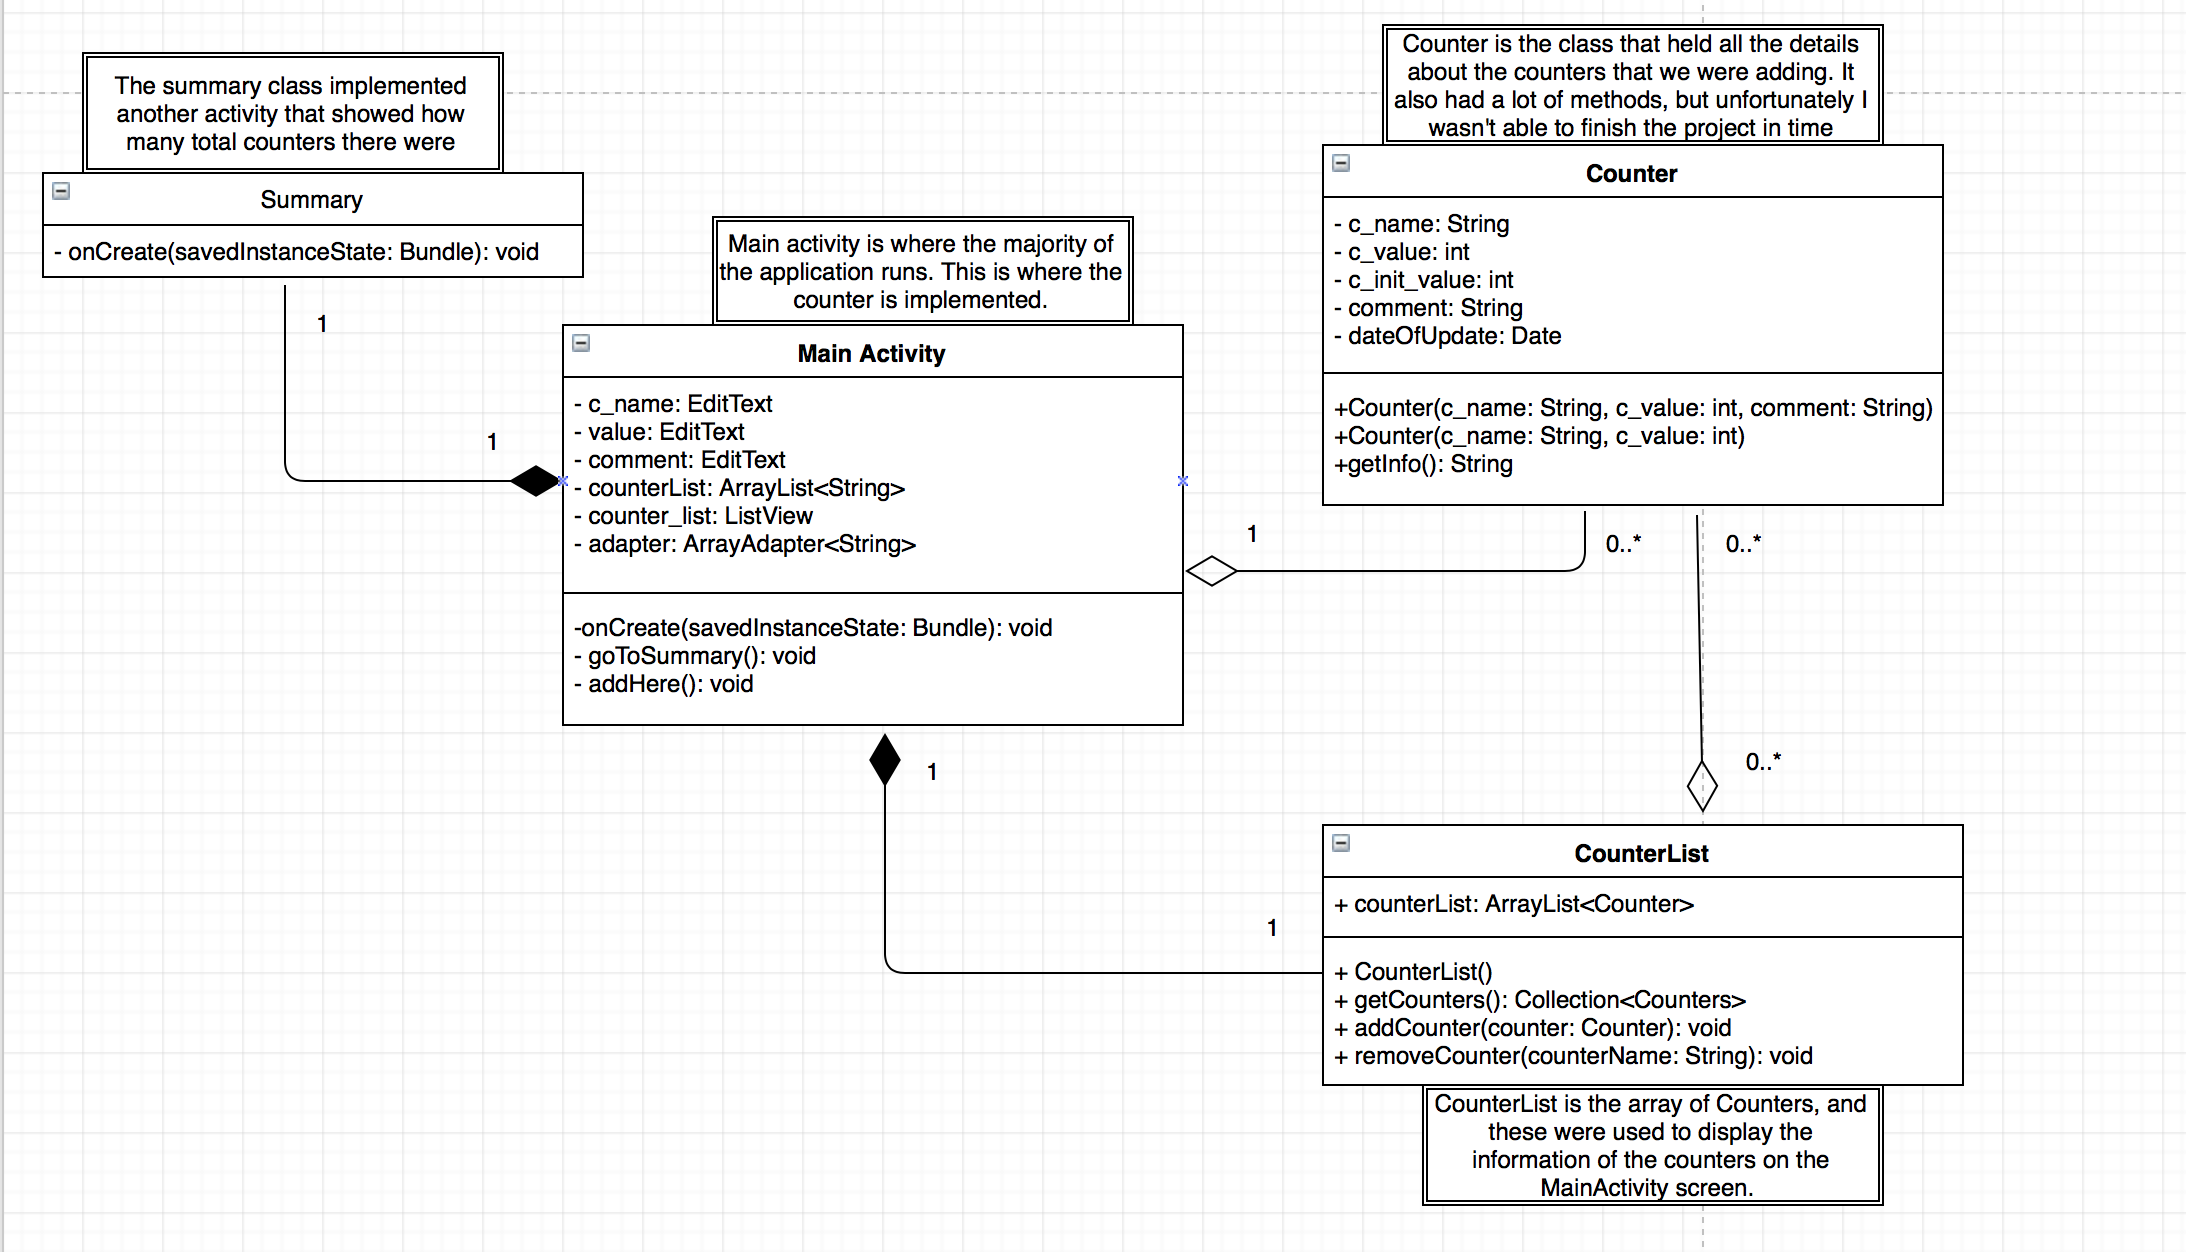 The summary class implemented
another activity that showed how
many total counters there were
Summary
- onCreate(savedInstanceState: Bundle): void
1
1
Main activity is where the majority of
the application runs. This is where the
counter is implemented.
Main Activity
- c_name: EditText
- value: EditText
- comment: EditText
- counterList: ArrayList<String>
- counter_list: ListView
- adapter: ArrayAdapter<String>
-onCreate(savedInstanceState: Bundle): void
- goToSummary(): void
- addHere(): void
1
1
Counter is the class that held all the details
about the counters that we were adding. It
also had a lot of methods, but unfortunately I
wasn't able to finish the project in time
Counter
- c_name: String
- c_value: int
- c_init_value: int
- comment: String
- dateOfUpdate: Date
+Counter(c_name: String, c_value: int, comment: String)
+Counter(c_name: String, c_value: int)
+getInfo(): String
1
0..*
0..*
0..*
CounterList
+ counterList: ArrayList<Counter>
+ CounterList()
+ getCounters(): Collection<Counters>
+ addCounter(counter: Counter): void
+ removeCounter(counterName: String): void
CounterList is the array of Counters, and
these were used to display the
information of the counters on the
MainActivity screen.